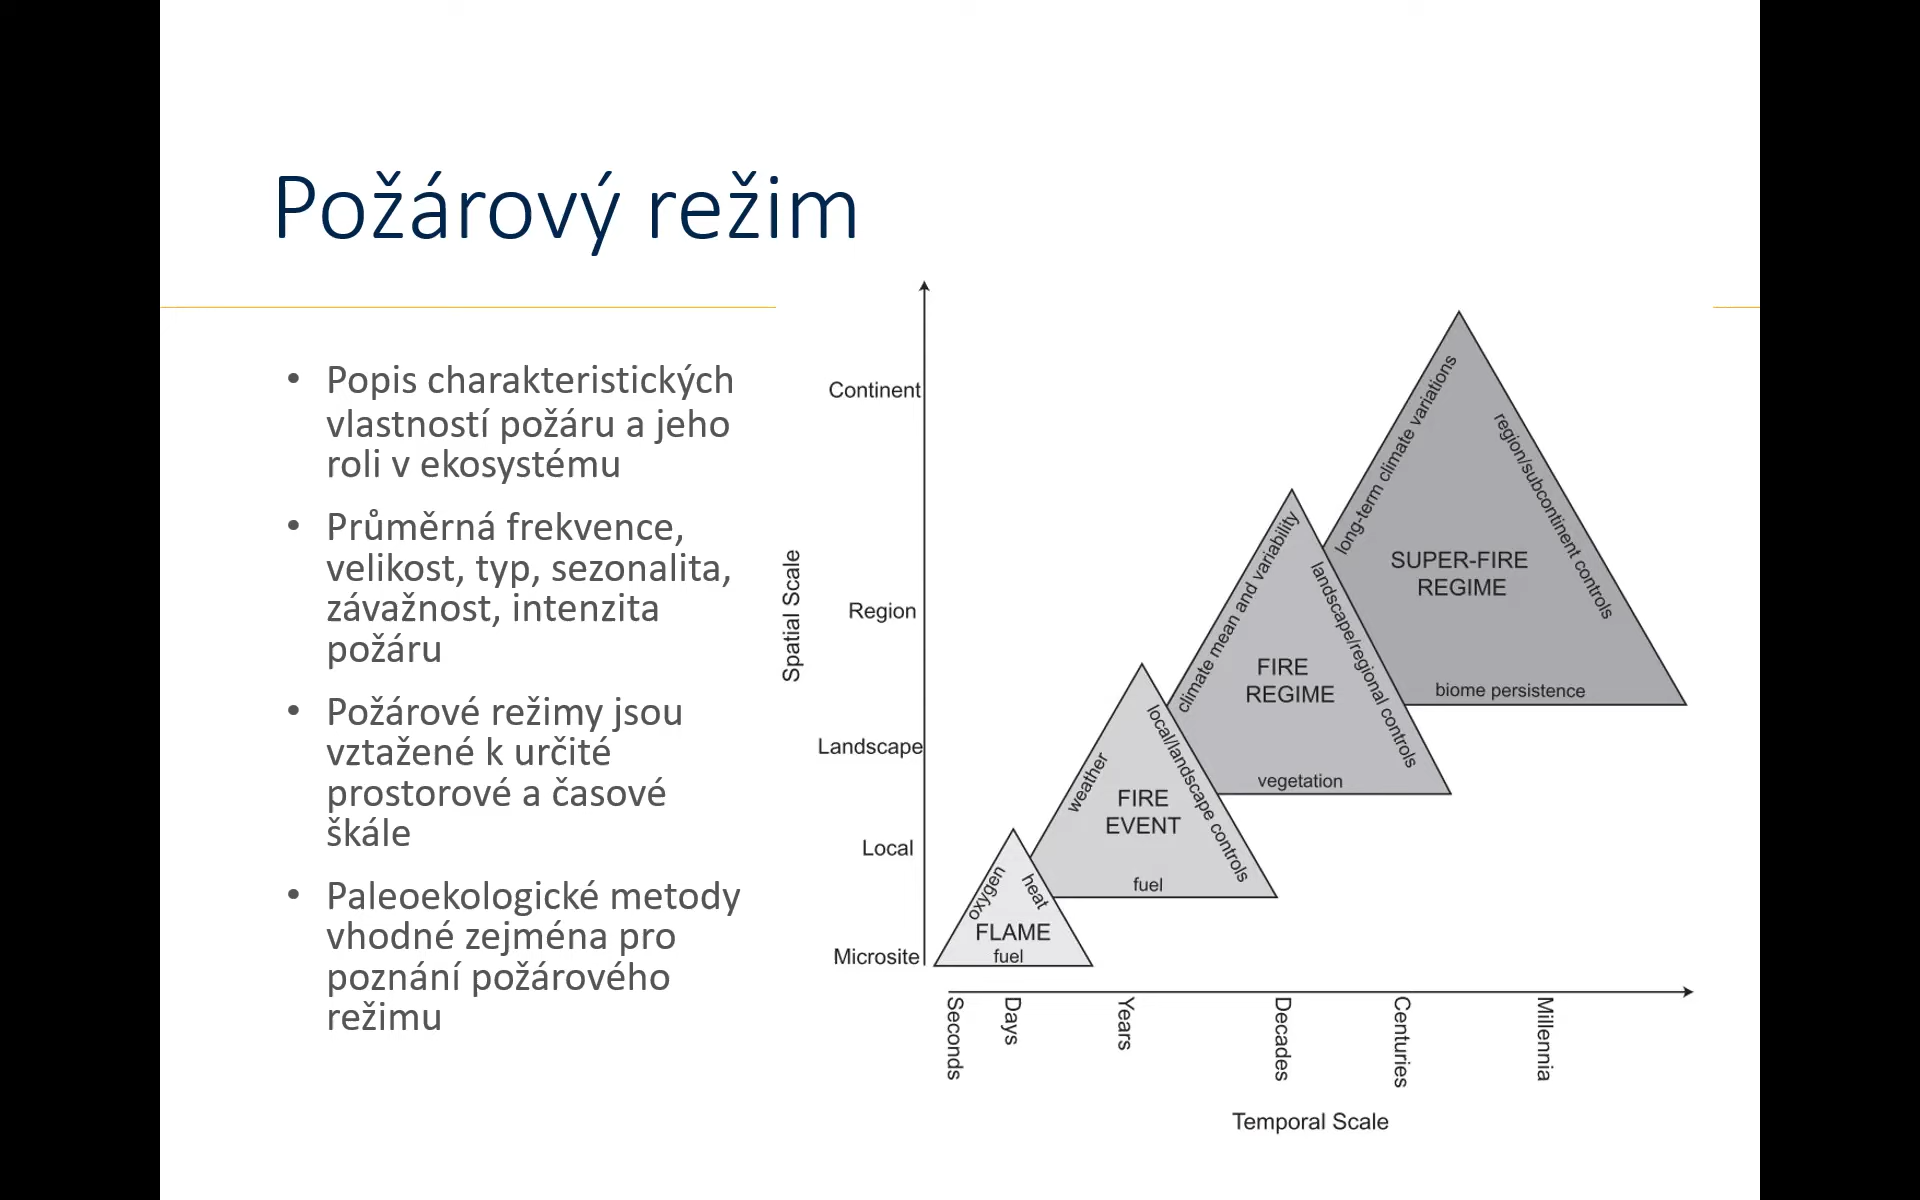 Požárový režim
• Popis charakteristických
vlastností požáru a jeho
roli v ekosystému
• Průměrná frekvence,
velikost, typ, sezonalita,
závažnost, intenzita
požáru
• Požárové režimy jsou
vztažené k určité
prostorové a časové
škále
• Paleoekologické metody
vhodné zejména pro
poznání požárového
režimu
Spatial Scale
Continent
Region
Landscape
Local
Microsite
long-term climate variations
region/subcontinent controls
SUPER-FIRE
REGIME
biome persistence
climate mean and variability
landscape/regional controls
FIRE
REGIME
vegetation
weather
local/landscape controls
FIRE
EVENT
fuel
oxygen
heat
FLAME
fuel
Seconds
Days
Years
Decades
Centuries
Millennia
Temporal Scale